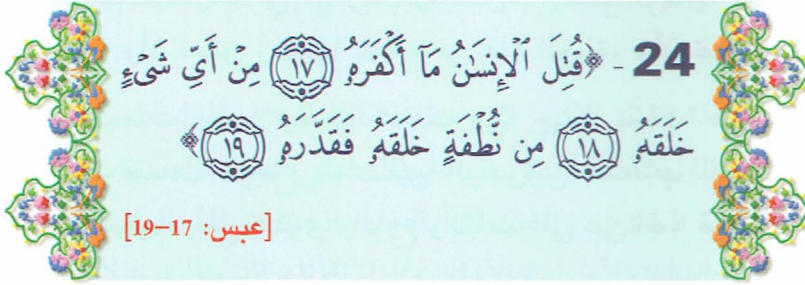 24 - ﴿قُتِلَ ٱلْإِنسَٰنُ مَآ أَكْفَرَهُۥ ١٧ مِنْ أَىِّ شَىْءٍ
خَلَقَهُۥ ١٨ مِن نُّطْفَةٍ خَلَقَهُۥ فَقَدَّرَهُۥ ١٩﴾
[عبس: 17–19]